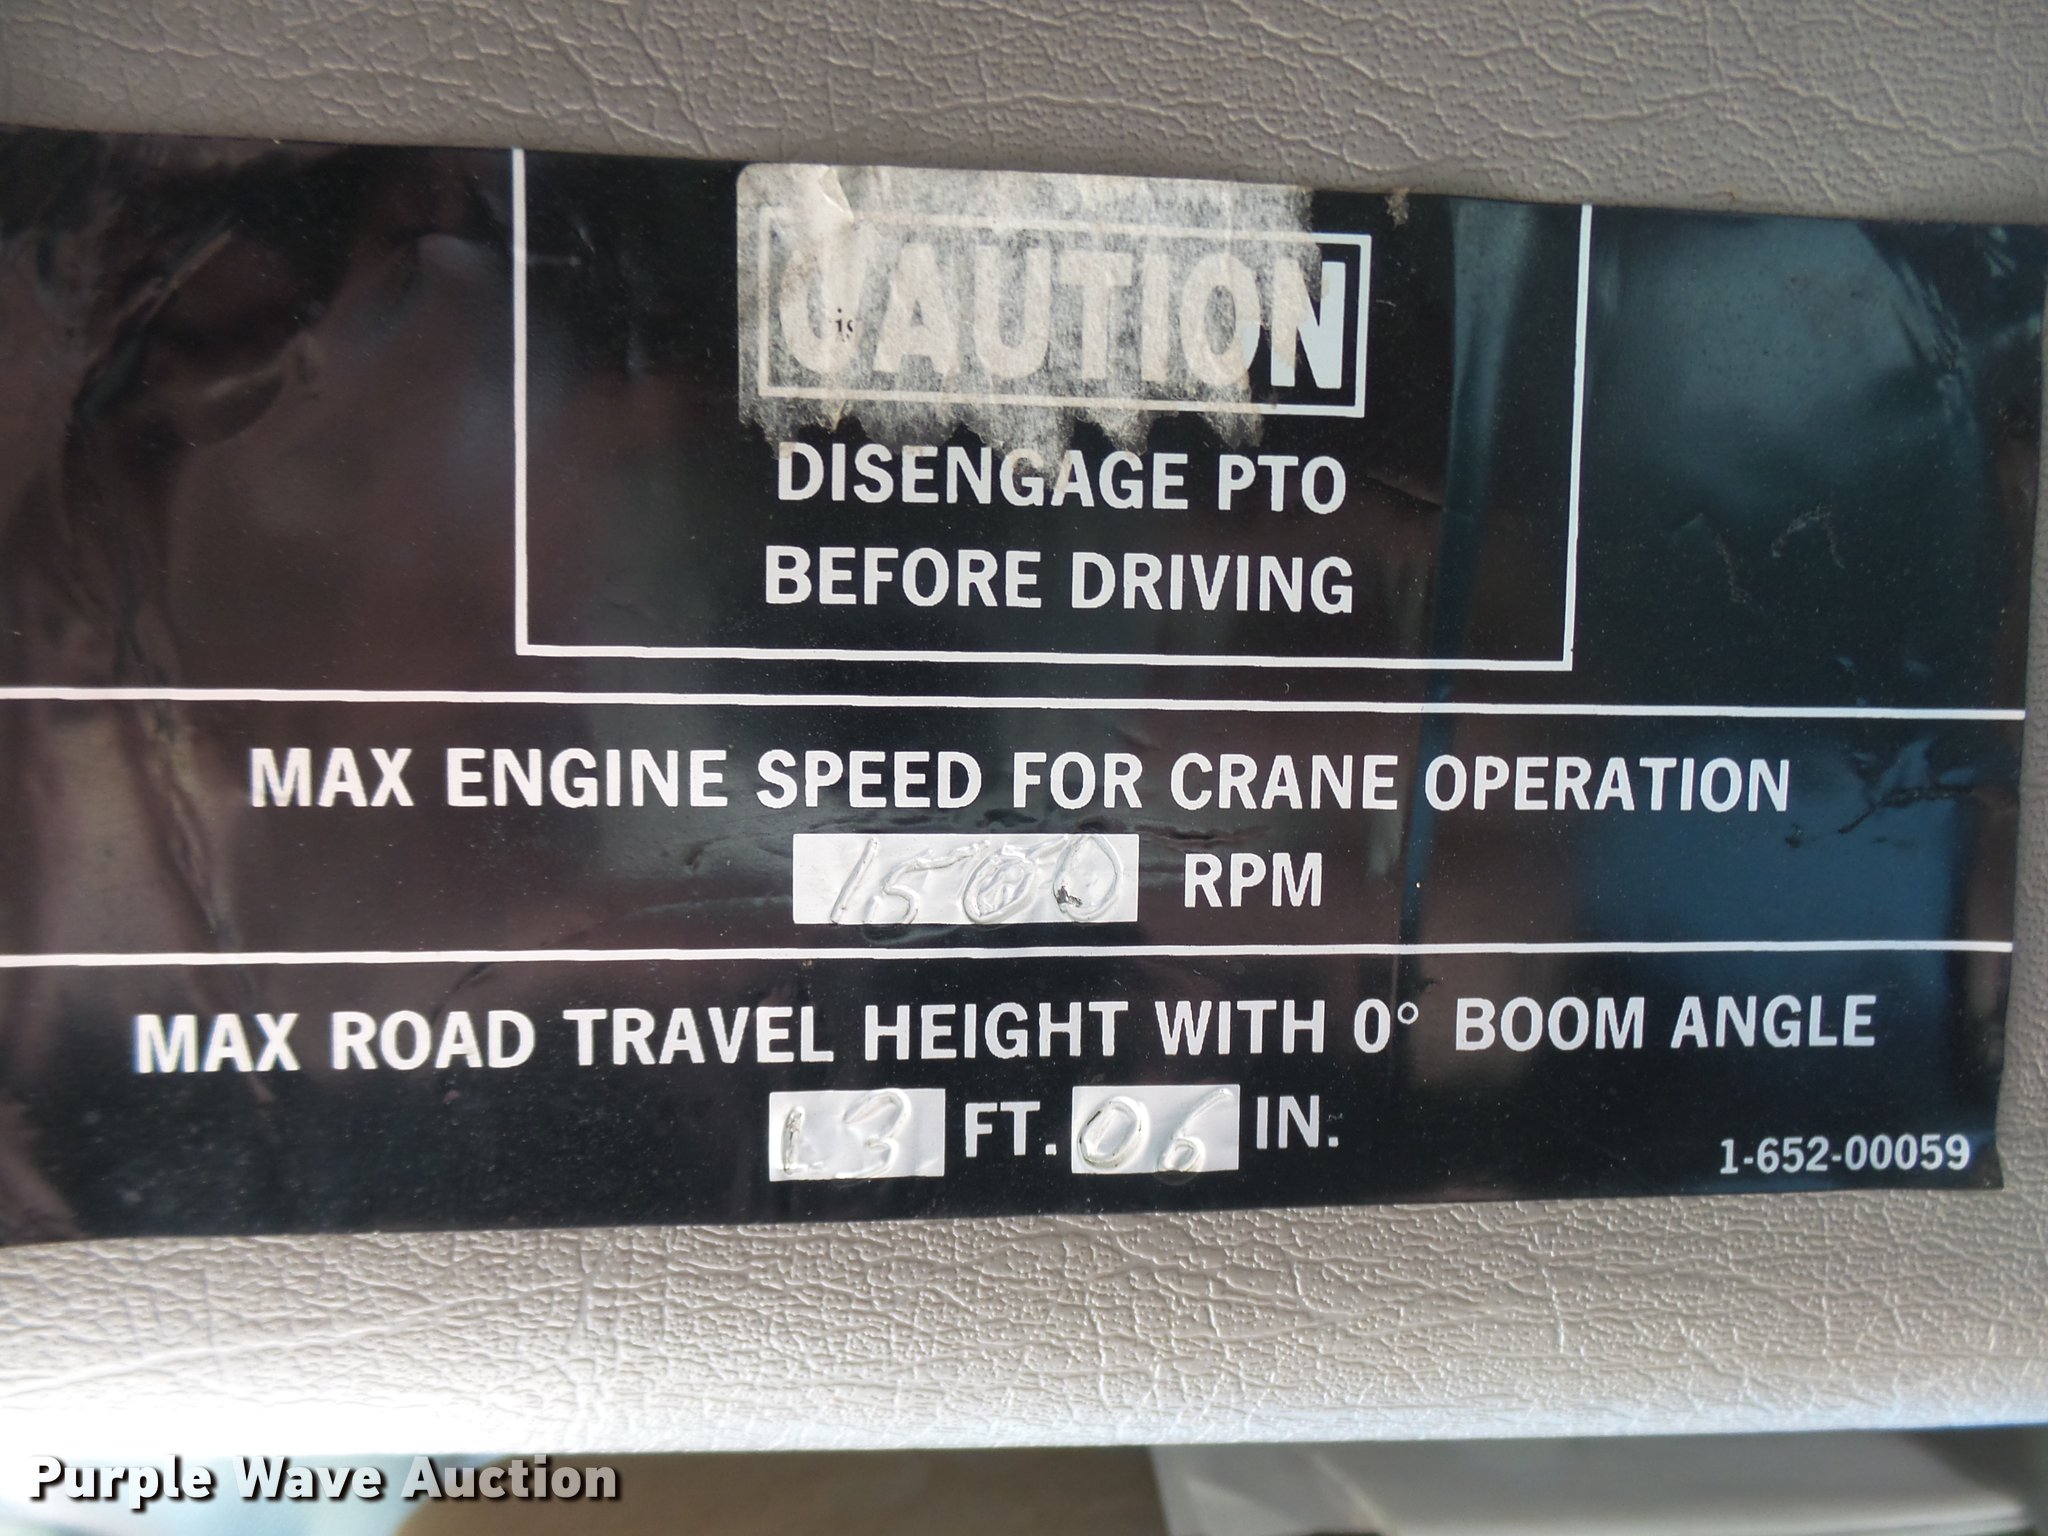 CAUTION
DISENGAGE PTO
BEFORE DRIVING
MAX ENGINE SPEED FOR CRANE OPERATION
1500 RPM
MAX ROAD TRAVEL HEIGHT WITH 0° BOOM ANGLE
13 FT. 06 IN.
1-652-00059
Purple Wave Auction